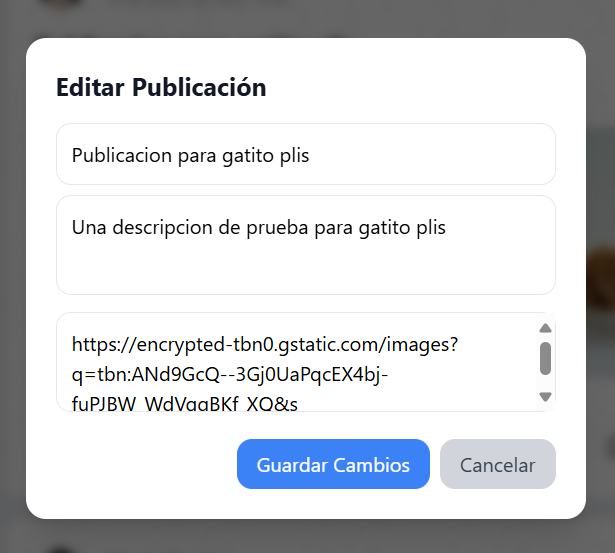 Editar Publicación
Publicacion para gatito plis
Una descripcion de prueba para gatito plis
https://encrypted-tbn0.gstatic.com/images?
q=tbn:ANd9GcQ--3Gj0UaPqcEX4bj-
fuPJBW_WdVgqBKf_XQ&s
Guardar Cambios
Cancelar